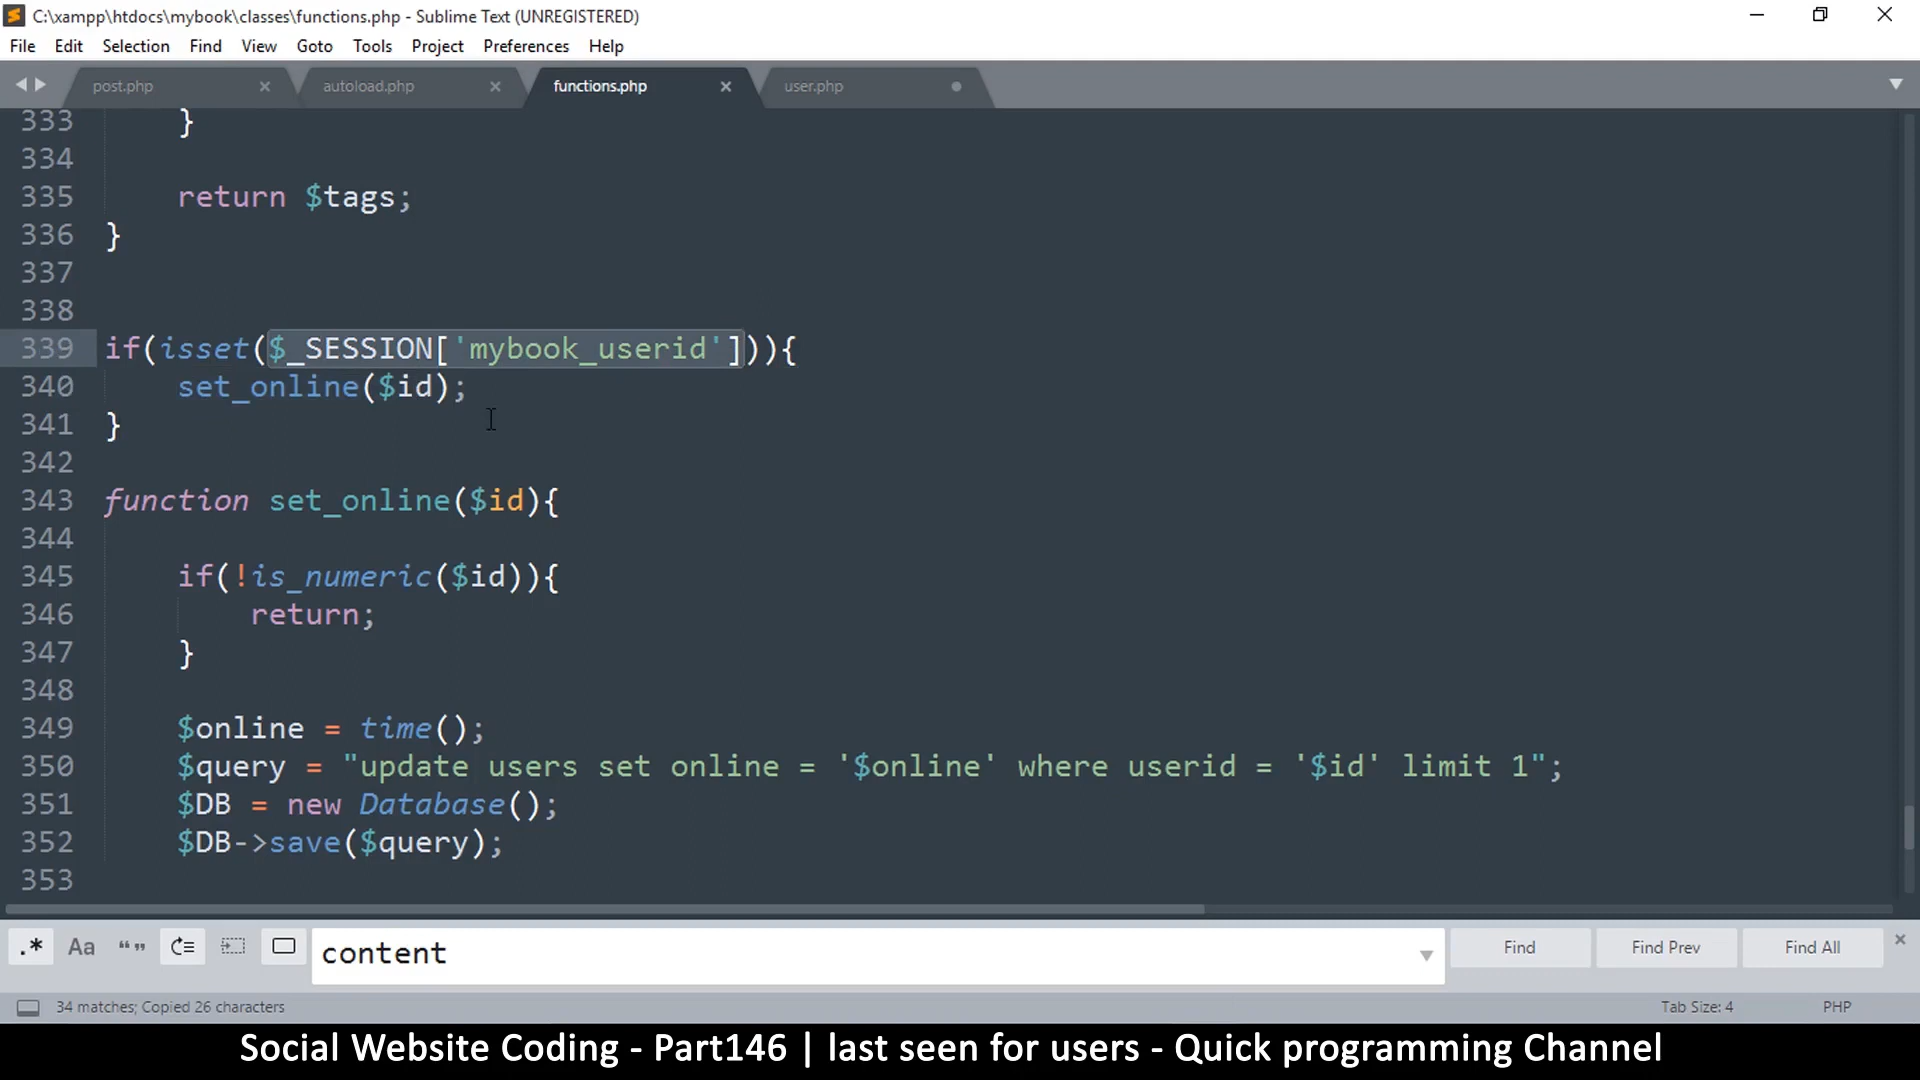 C:\xampp\htdocs\mybook\classes\functions.php - Sublime Text (UNREGISTERED)
File Edit Selection Find View Goto Tools Project Preferences Help
post.php autoload.php functions.php user.php
333 }
334
335 return $tags;
336 }
337
338
339 if(isset($_SESSION['mybook_userid'])){
340 set_online($id);
341 }
342
343 function set_online($id){
344
345 if(!is_numeric($id)){
346 return;
347 }
348
349 $online = time();
350 $query = "update users set online = '$online' where userid = '$id' limit 1";
351 $DB = new Database();
352 $DB->save($query);
353
.* Aa “” content Find Find Prev Find All
34 matches; Copied 26 characters Tab Size: 4 PHP
Social Website Coding - Part146 | last seen for users - Quick programming Channel